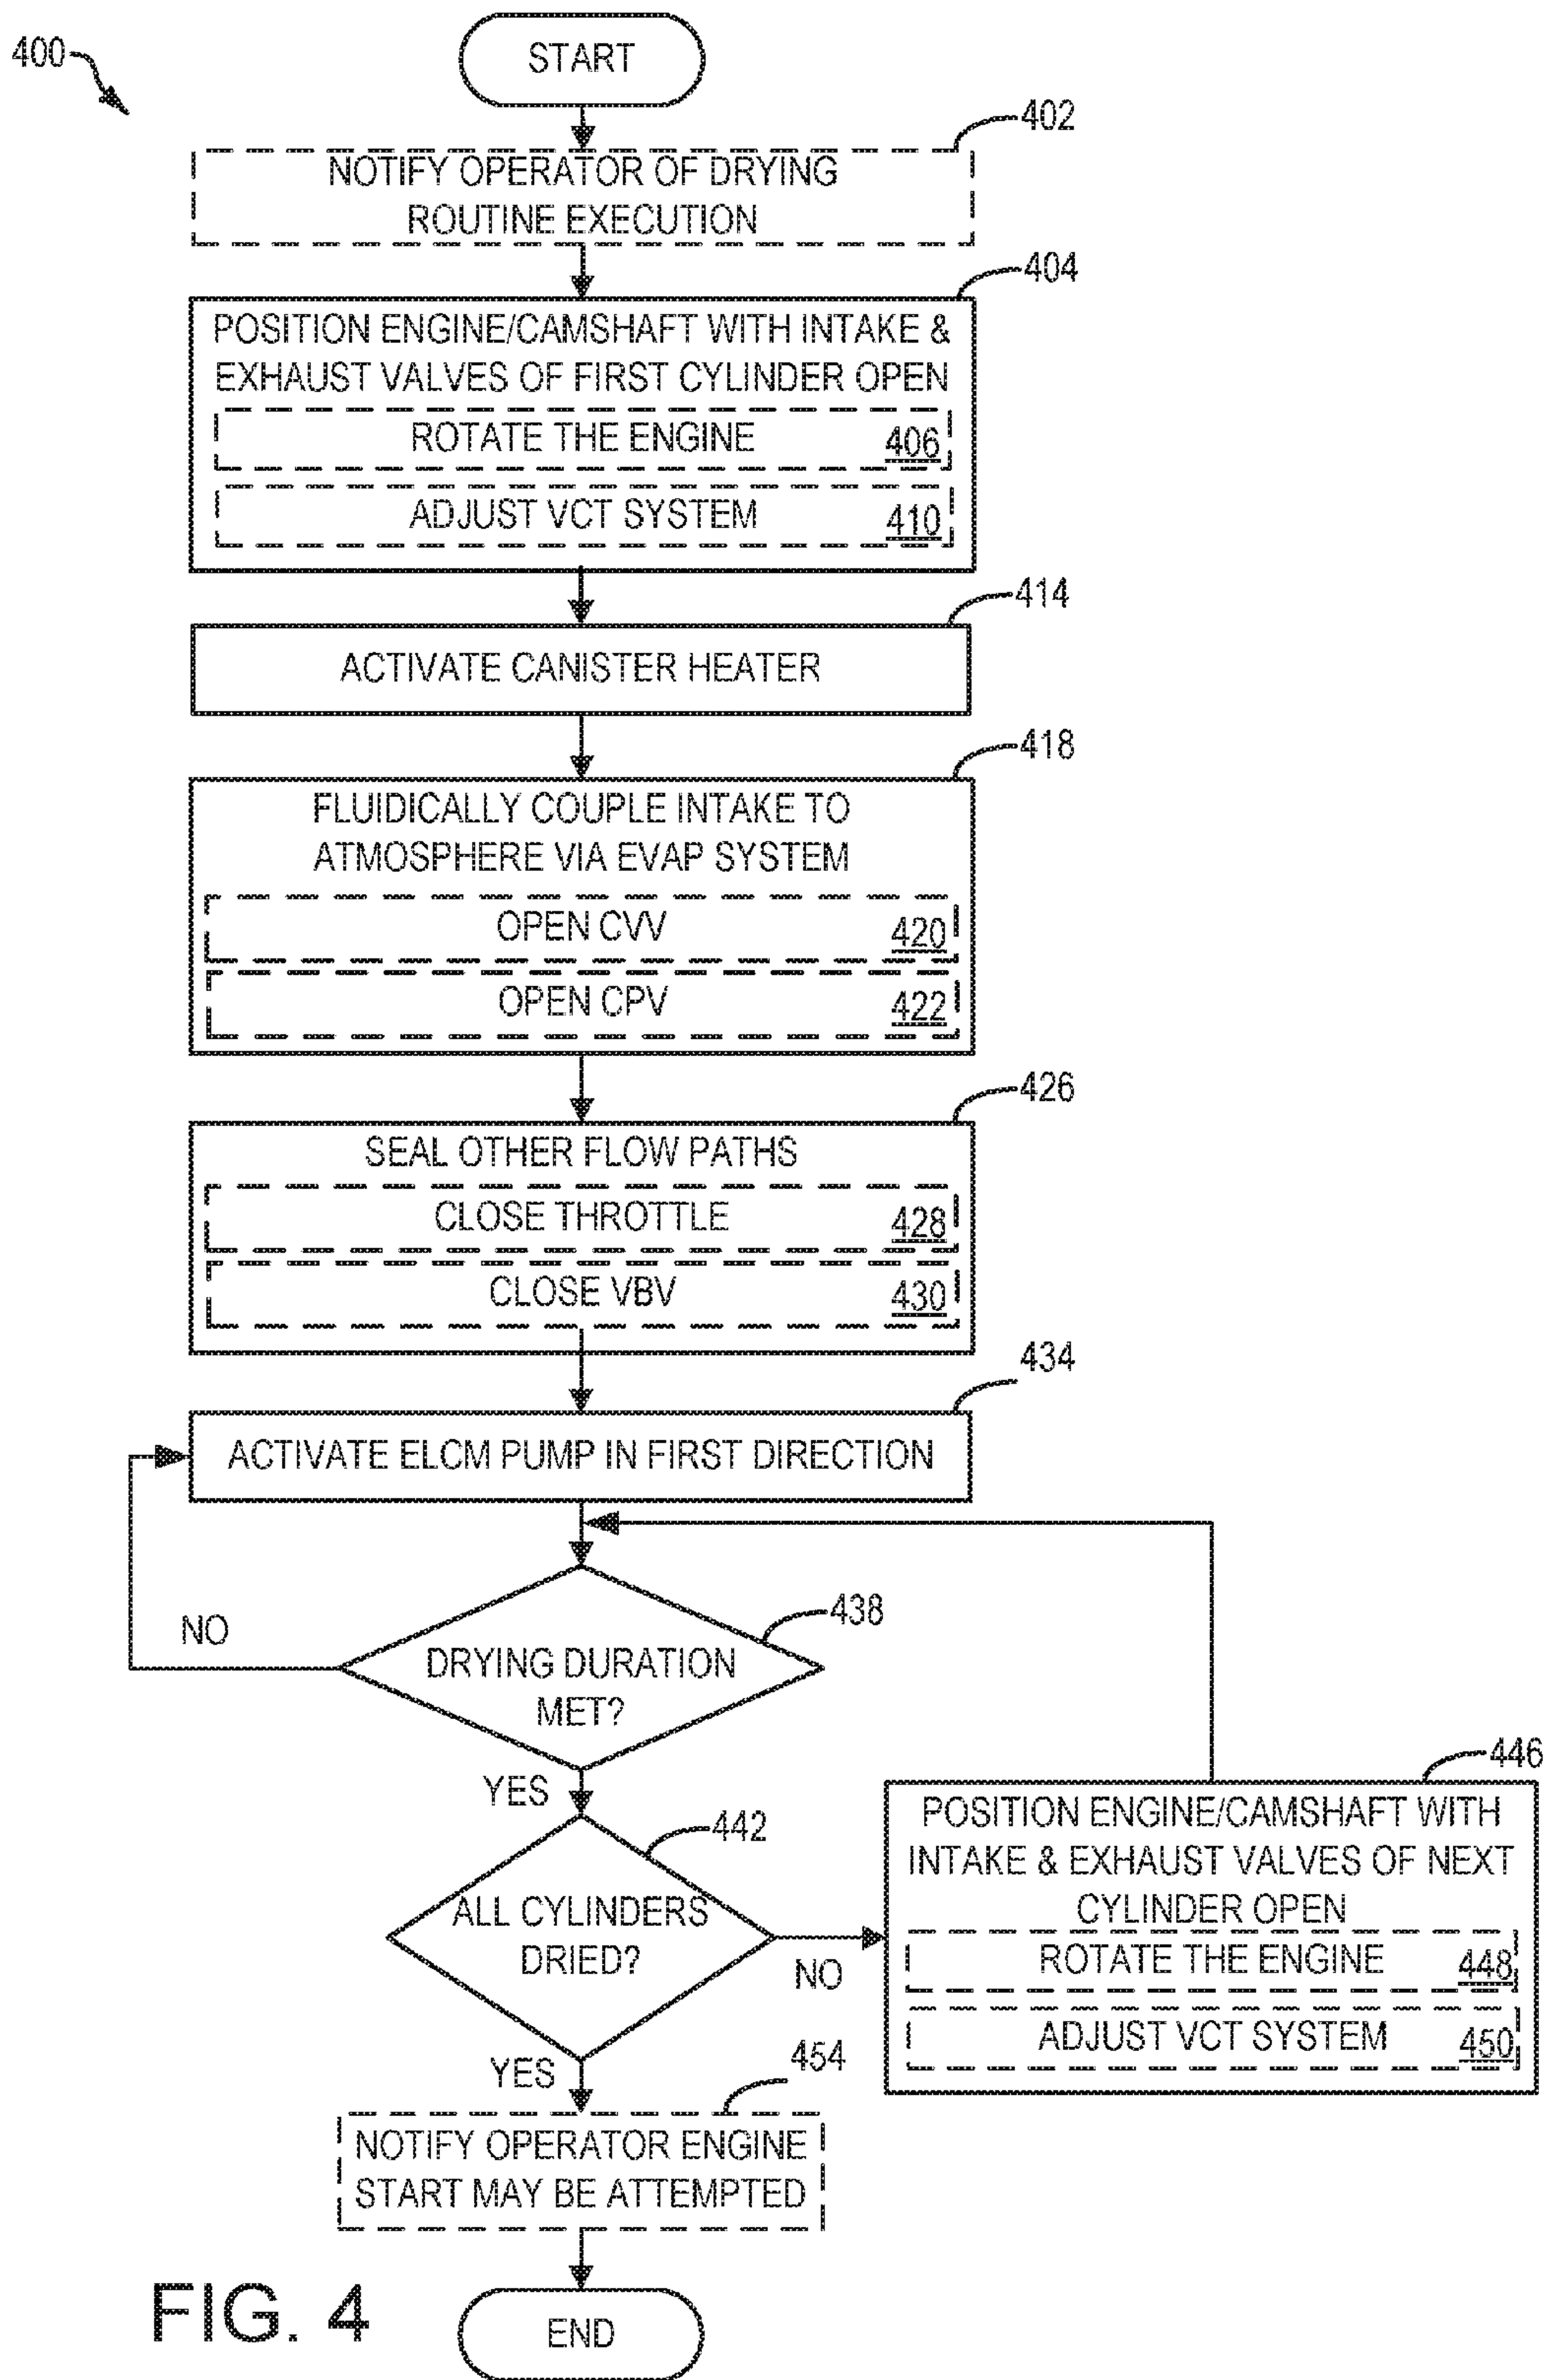 400
START
402
NOTIFY OPERATOR OF DRYING
ROUTINE EXECUTION
404
POSITION ENGINE/CAMSHAFT WITH INTAKE &
EXHAUST VALVES OF FIRST CYLINDER OPEN
ROTATE THE ENGINE 406
ADJUST VCT SYSTEM 410
414
ACTIVATE CANISTER HEATER
418
FLUIDICALLY COUPLE INTAKE TO
ATMOSPHERE VIA EVAP SYSTEM
OPEN CVV 420
OPEN CPV 422
426
SEAL OTHER FLOW PATHS
CLOSE THROTTLE 428
CLOSE VBV 430
434
ACTIVATE ELCM PUMP IN FIRST DIRECTION
438
NO
DRYING DURATION
MET?
YES
442
ALL CYLINDERS
DRIED?
NO
446
POSITION ENGINE/CAMSHAFT WITH
INTAKE & EXHAUST VALVES OF NEXT
CYLINDER OPEN
ROTATE THE ENGINE 448
ADJUST VCT SYSTEM 450
YES
454
NOTIFY OPERATOR ENGINE
START MAY BE ATTEMPTED
END
FIG. 4